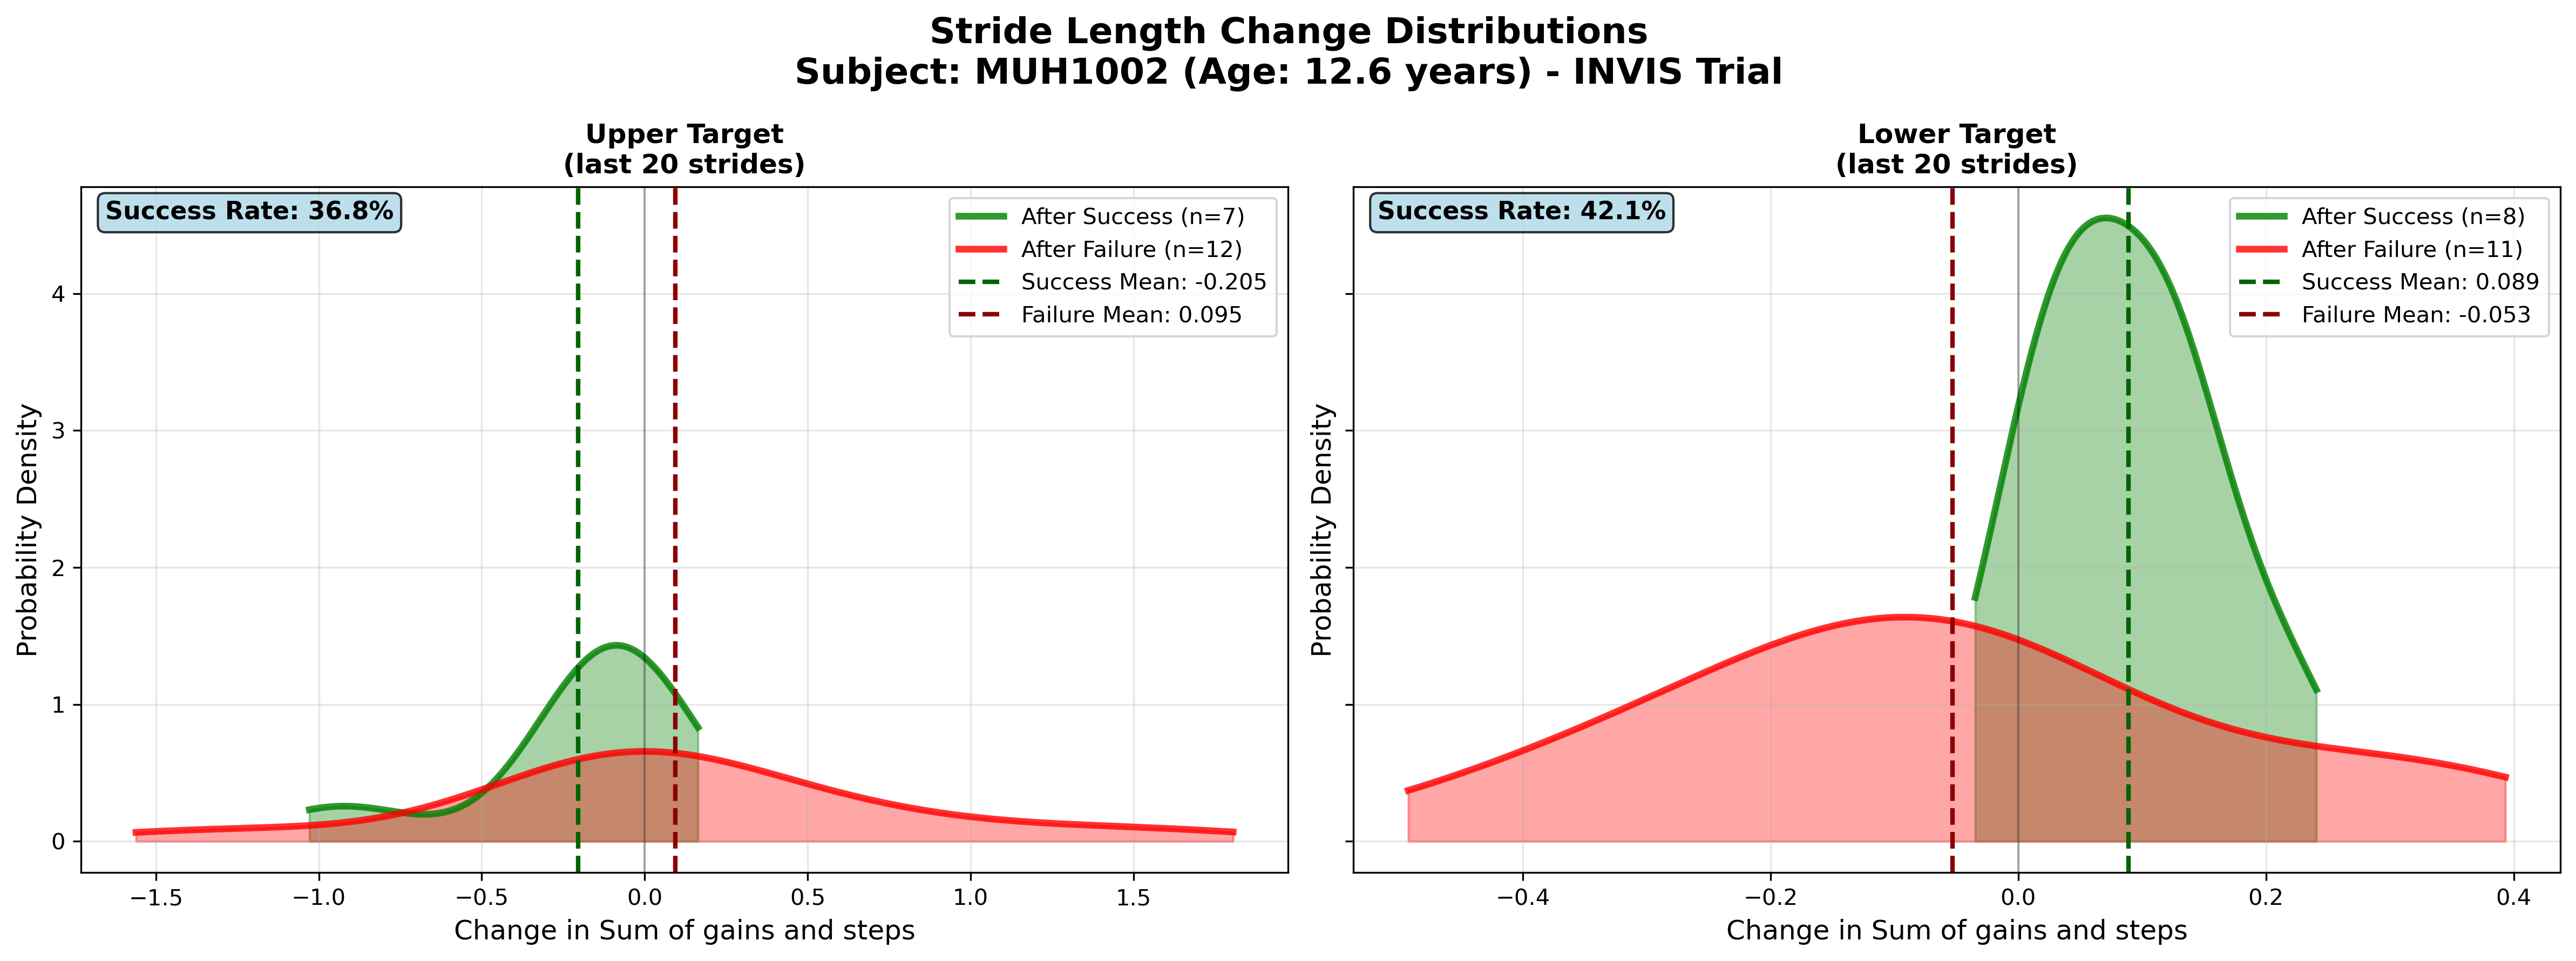 Stride Length Change Distributions
Subject: MUH1002 (Age: 12.6 years) - INVIS Trial
Upper Target
(last 20 strides)
Success Rate: 36.8%
After Success (n=7)
After Failure (n=12)
Success Mean: -0.205
Failure Mean: 0.095
Probability Density
4
3
2
1
0
−1.5
−1.0
−0.5
0.0
0.5
1.0
1.5
Change in Sum of gains and steps
Lower Target
(last 20 strides)
Success Rate: 42.1%
After Success (n=8)
After Failure (n=11)
Success Mean: 0.089
Failure Mean: -0.053
Probability Density
−0.4
−0.2
0.0
0.2
0.4
Change in Sum of gains and steps